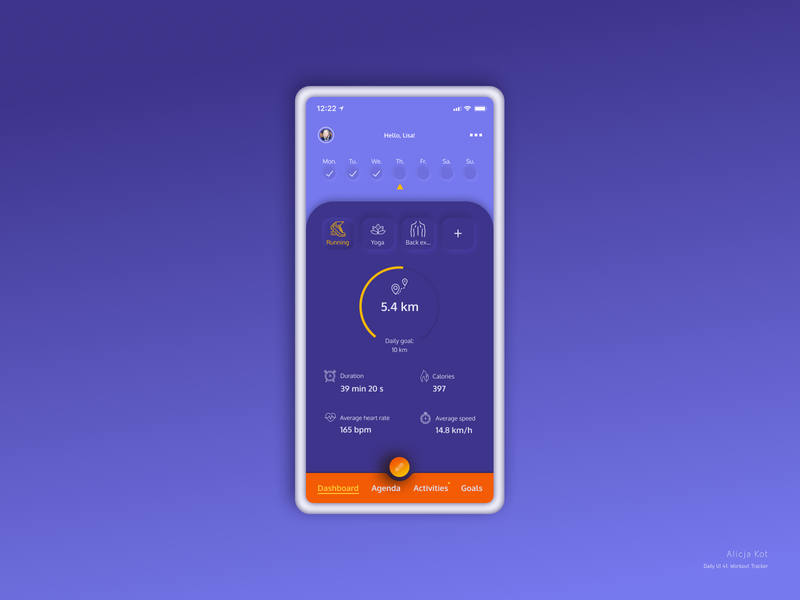 12:22
Hello, Lisa!
Mon. Tu. We. Th. Fr. Sa. Su.
Running Yoga Back ex... +
5.4 km
Daily goal:
10 km
Duration
39 min 20 s
Calories
397
Average heart rate
165 bpm
Average speed
14.8 km/h
Dashboard Agenda Activities Goals
Alicja Kot
Daily UI 41: Workout Tracker